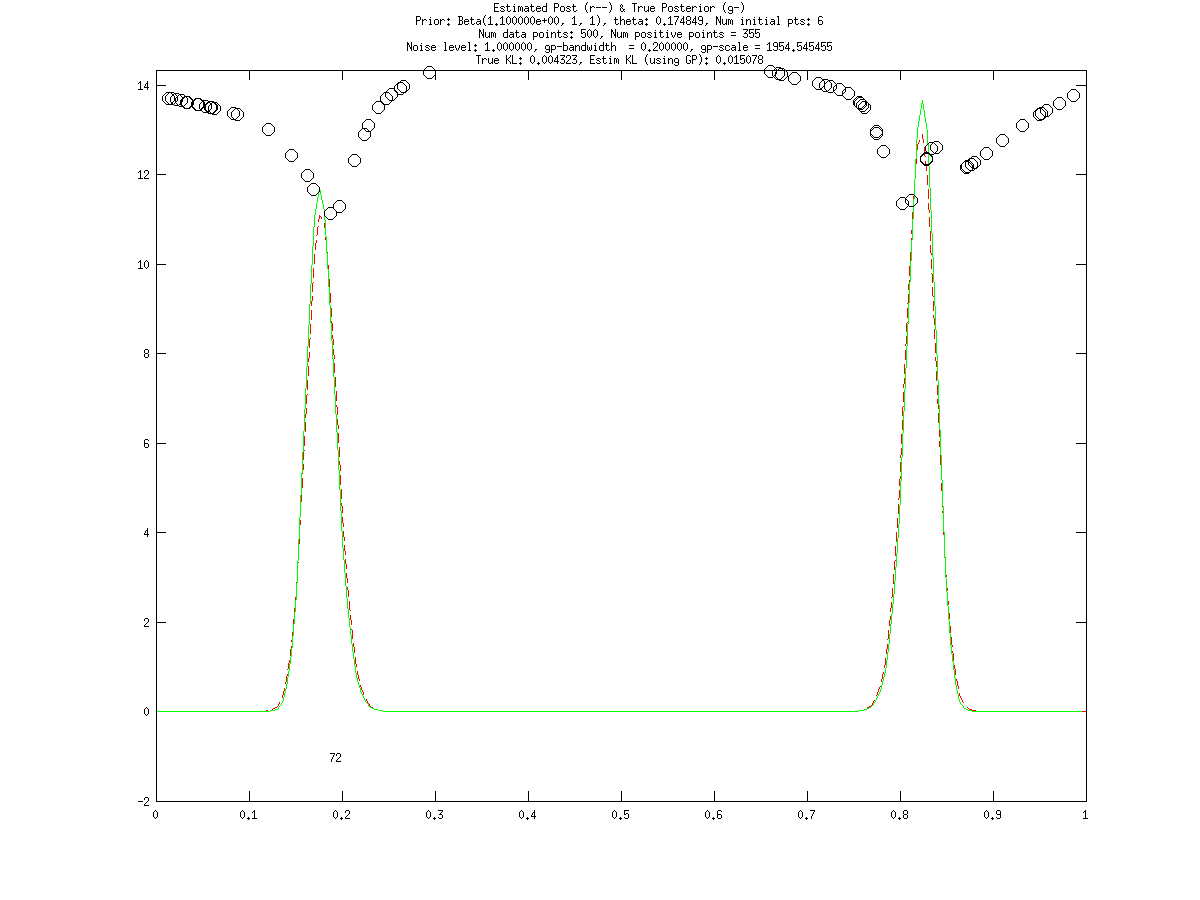 Estimated Post (r--) & True Posterior (g-)
Prior: Beta(1.100000e+00, 1, 1), theta: 0.174849, Num initial pts: 6
Num data points: 500, Num positive points = 355
Noise level: 1.000000, gp-bandwidth  = 0.200000, gp-scale = 1954.545455
True KL: 0.004323, Estim KL (using GP): 0.015078
14
12
10
8
6
4
2
0
72
-2
0 0.1 0.2 0.3 0.4 0.5 0.6 0.7 0.8 0.9 1